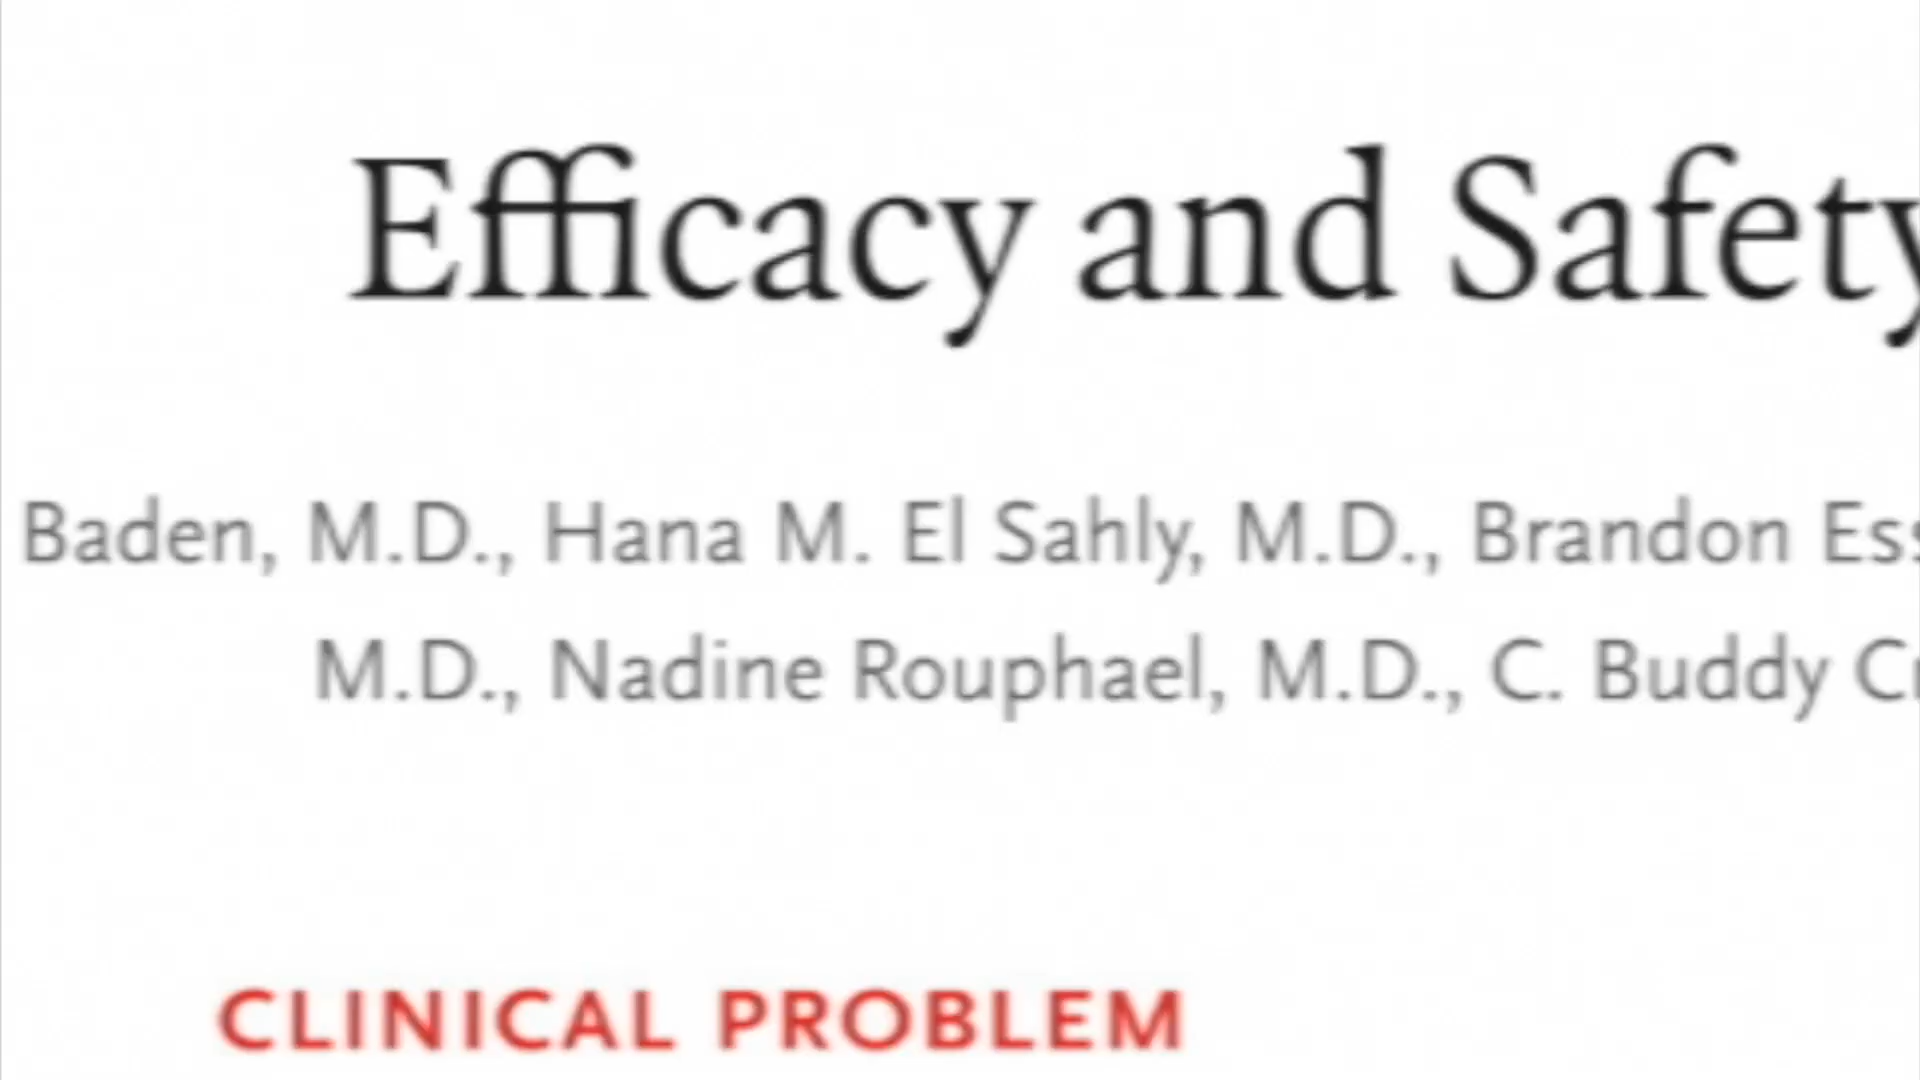 Efficacy and Safety
Baden, M.D., Hana M. El Sahly, M.D., Brandon
M.D., Nadine Rouphael, M.D., C. Buddy
CLINICAL PROBLEM